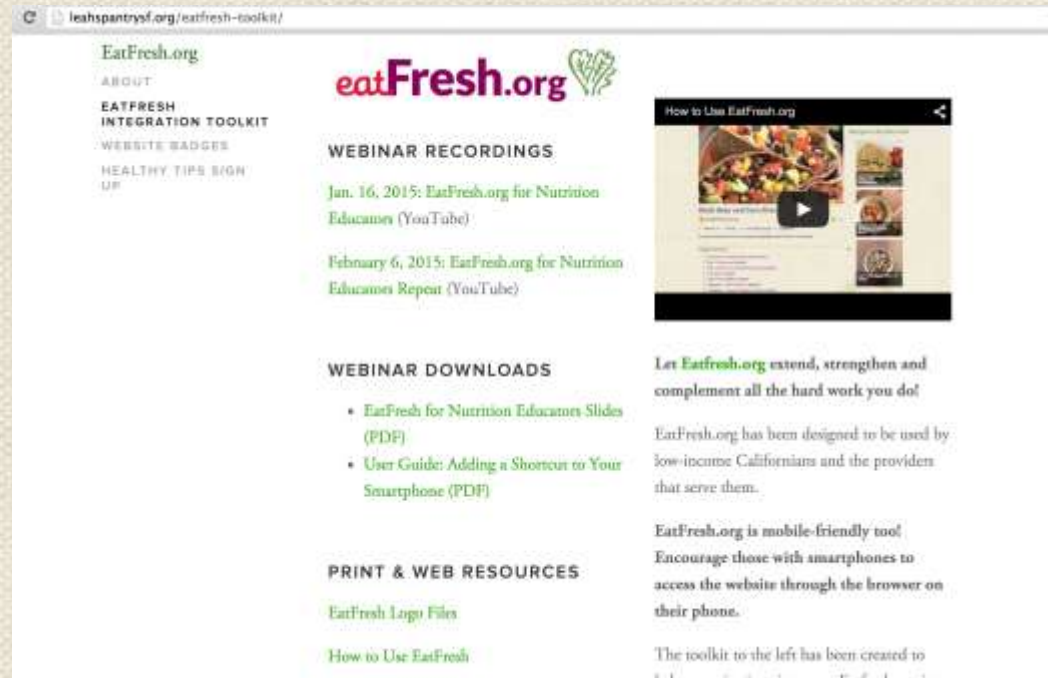 leahspantrysf.org/eatfresh-toolkit/
EatFresh.org
ABOUT
EATFRESH
INTEGRATION TOOLKIT
WEBSITE BADGES
HEALTHY TIPS SIGN
UP
eatFresh.org
WEBINAR RECORDINGS
Jan. 16, 2015: EatFresh.org for Nutrition
Educators (YouTube)
February 6, 2015: EatFresh.org for Nutrition
Educators Repeat (YouTube)
WEBINAR DOWNLOADS
• EatFresh for Nutrition Educators Slides
(PDF)
• User Guide: Adding a Shortcut to Your
Smartphone (PDF)
PRINT & WEB RESOURCES
EatFresh Logo Files
How to Use EatFresh
How to Use EatFresh.org
Let Eatfresh.org extend, strengthen and
complement all the hard work you do!
EatFresh.org has been designed to be used by
low-income Californians and the providers
that serve them.
EatFresh.org is mobile-friendly too!
Encourage those with smartphones to
access the website through the browser on
their phone.
The toolkit to the left has been created to